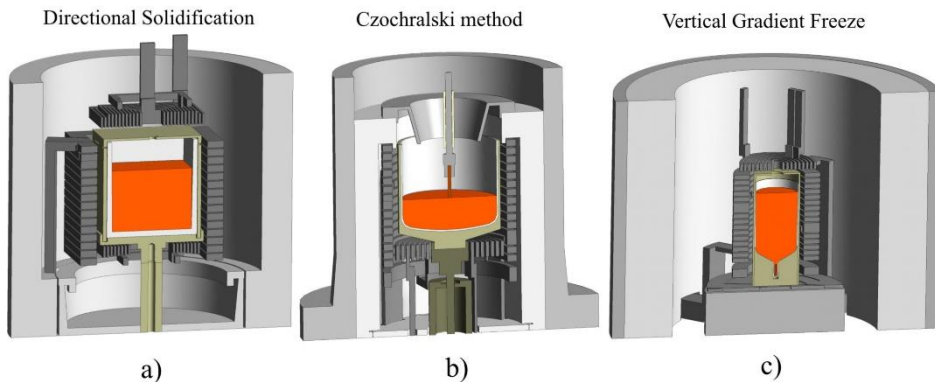 Directional Solidification
Czochralski method
Vertical Gradient Freeze
a)
b)
c)